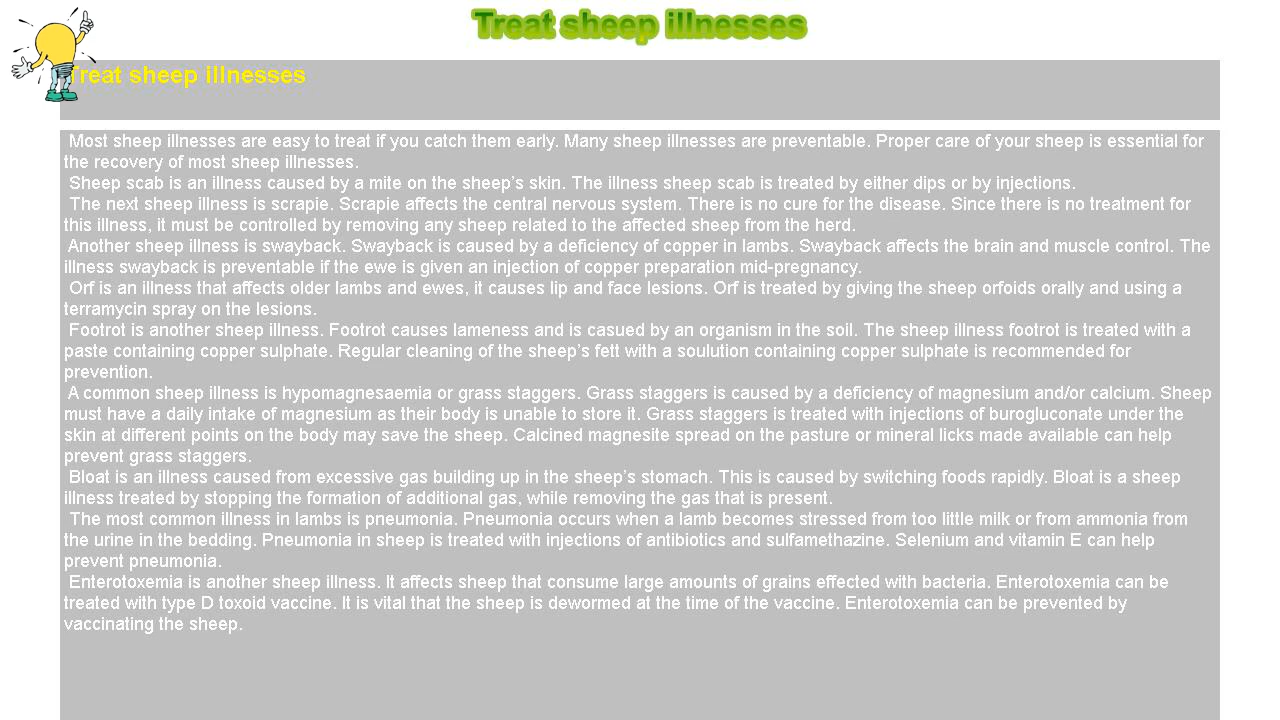 Treat sheep illnesses
Treat sheep illnesses
Most sheep illnesses are easy to treat if you catch them early. Many sheep illnesses are preventable. Proper care of your sheep is essential for
the recovery of most sheep illnesses.
Sheep scab is an illness caused by a mite on the sheep’s skin. The illness sheep scab is treated by either dips or by injections.
The next sheep illness is scrapie. Scrapie affects the central nervous system. There is no cure for the disease. Since there is no treatment for
this illness, it must be controlled by removing any sheep related to the affected sheep from the herd.
Another sheep illness is swayback. Swayback is caused by a deficiency of copper in lambs. Swayback affects the brain and muscle control. The
illness swayback is preventable if the ewe is given an injection of copper preparation mid-pregnancy.
Orf is an illness that affects older lambs and ewes, it causes lip and face lesions. Orf is treated by giving the sheep orfoids orally and using a
terramycin spray on the lesions.
Footrot is another sheep illness. Footrot causes lameness and is casued by an organism in the soil. The sheep illness footrot is treated with a
paste containing copper sulphate. Regular cleaning of the sheep’s fett with a soulution containing copper sulphate is recommended for
prevention.
A common sheep illness is hypomagnesaemia or grass staggers. Grass staggers is caused by a deficiency of magnesium and/or calcium. Sheep
must have a daily intake of magnesium as their body is unable to store it. Grass staggers is treated with injections of burogluconate under the
skin at different points on the body may save the sheep. Calcined magnesite spread on the pasture or mineral licks made available can help
prevent grass staggers.
Bloat is an illness caused from excessive gas building up in the sheep’s stomach. This is caused by switching foods rapidly. Bloat is a sheep
illness treated by stopping the formation of additional gas, while removing the gas that is present.
The most common illness in lambs is pneumonia. Pneumonia occurs when a lamb becomes stressed from too little milk or from ammonia from
the urine in the bedding. Pneumonia in sheep is treated with injections of antibiotics and sulfamethazine. Selenium and vitamin E can help
prevent pneumonia.
Enterotoxemia is another sheep illness. It affects sheep that consume large amounts of grains effected with bacteria. Enterotoxemia can be
treated with type D toxoid vaccine. It is vital that the sheep is dewormed at the time of the vaccine. Enterotoxemia can be prevented by
vaccinating the sheep.